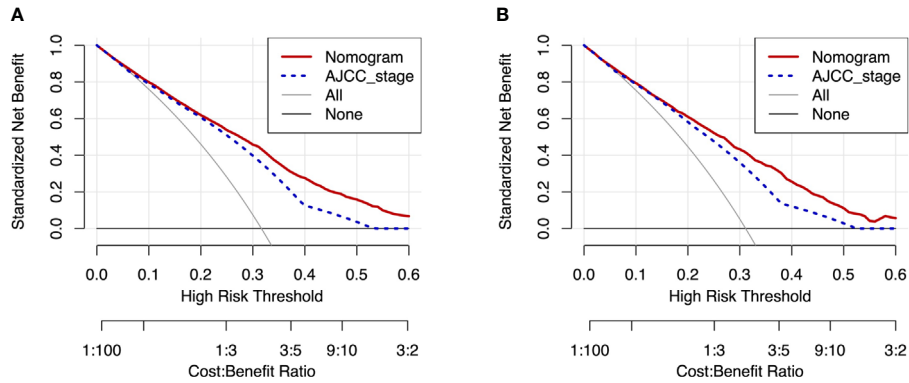 A
Standardized Net Benefit
1.0
0.8
0.6
0.4
0.2
0.0
Nomogram
AJCC_stage
All
None
0.0 0.1 0.2 0.3 0.4 0.5 0.6
High Risk Threshold
1:100 1:3 3:5 9:10 3:2
Cost:Benefit Ratio
B
Standardized Net Benefit
1.0
0.8
0.6
0.4
0.2
0.0
Nomogram
AJCC_stage
All
None
0.0 0.1 0.2 0.3 0.4 0.5 0.6
High Risk Threshold
1:100 1:3 3:5 9:10 3:2
Cost:Benefit Ratio